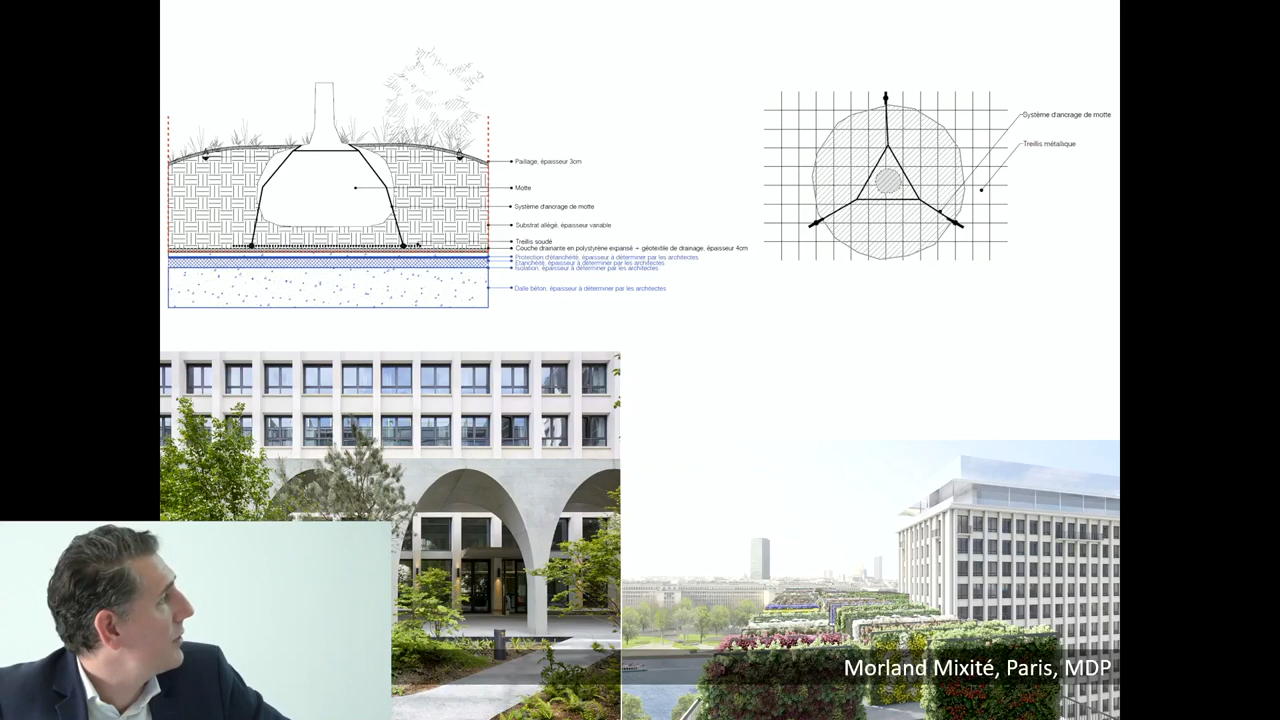 Paillage, épaisseur 3cm
Motte
Système d'ancrage de motte
Substrat allégé, épaisseur variable
Treillis soudé
Couche drainante en polystyrène expansé + géotextile de drainage, épaisseur 4cm
Protection d'étanchéité, épaisseur à déterminer par les architectes
Etanchéité, épaisseur à déterminer par les architectes
Isolation, épaisseur à déterminer par les architectes
Dalle béton, épaisseur à déterminer par les architectes
Système d'ancrage de motte
Treillis métallique
Morland Mixité, Paris, MDP